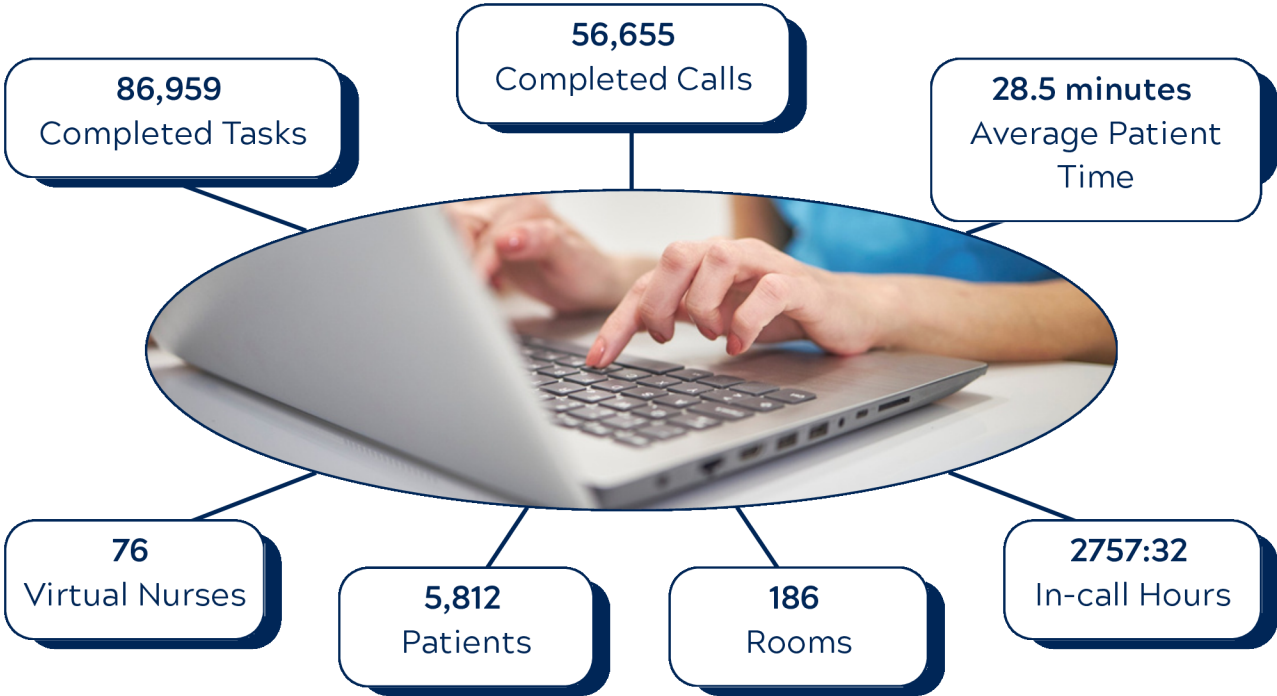 56,655
Completed Calls
86,959
Completed Tasks
28.5 minutes
Average Patient
Time
76
Virtual Nurses
5,812
Patients
186
Rooms
2757:32
In-call Hours